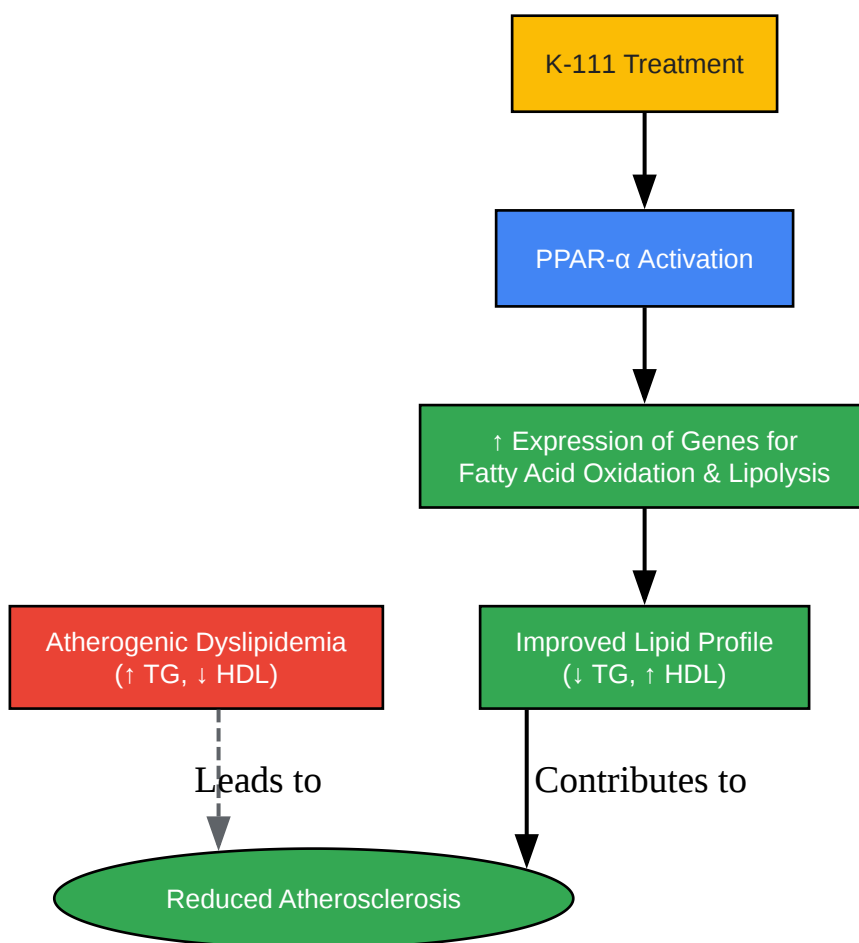 K-111 Treatment
PPAR-α Activation
↑ Expression of Genes for
Fatty Acid Oxidation & Lipolysis
Atherogenic Dyslipidemia
(↑ TG, ↓ HDL)
Improved Lipid Profile
(↓ TG, ↑ HDL)
Leads to
Contributes to
Reduced Atherosclerosis